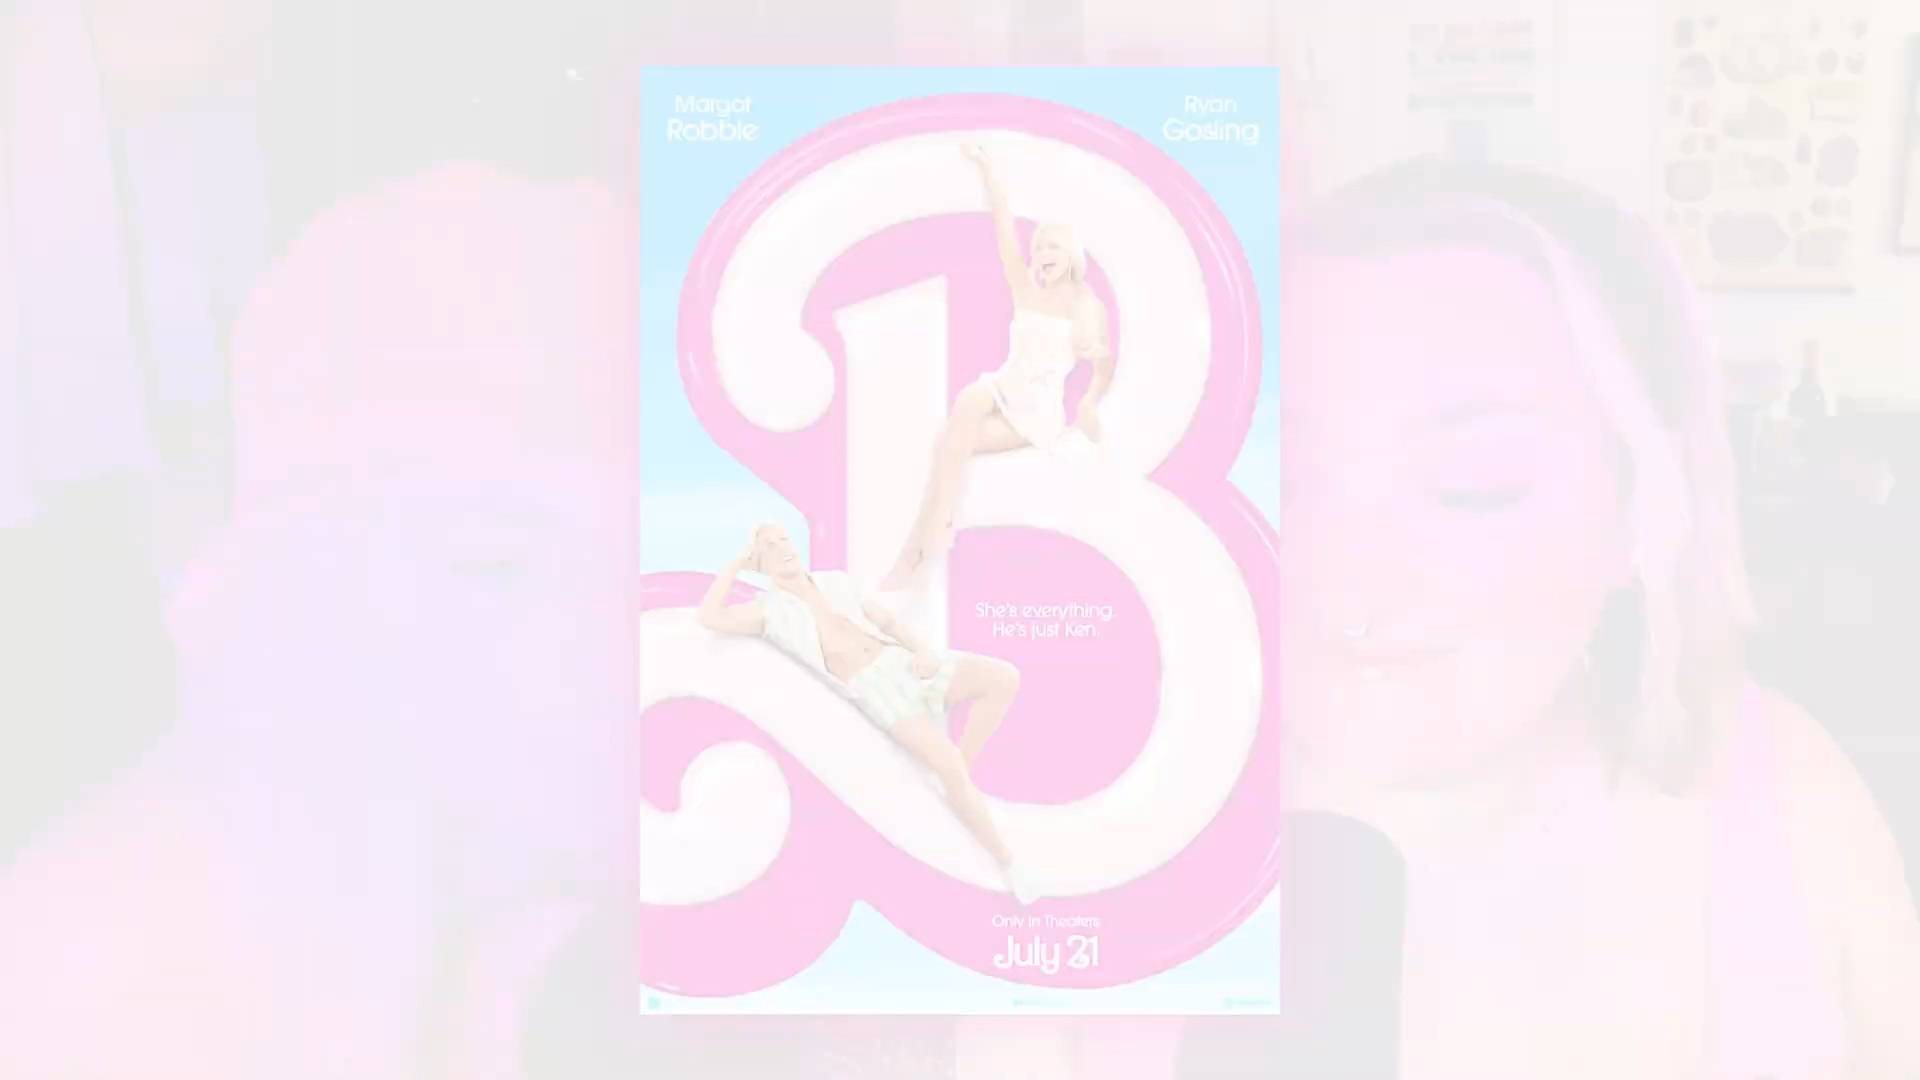 Margot
Robbie
Ryan
Gosling
She's everything.
He's just Ken.
Only In Theaters
July 21